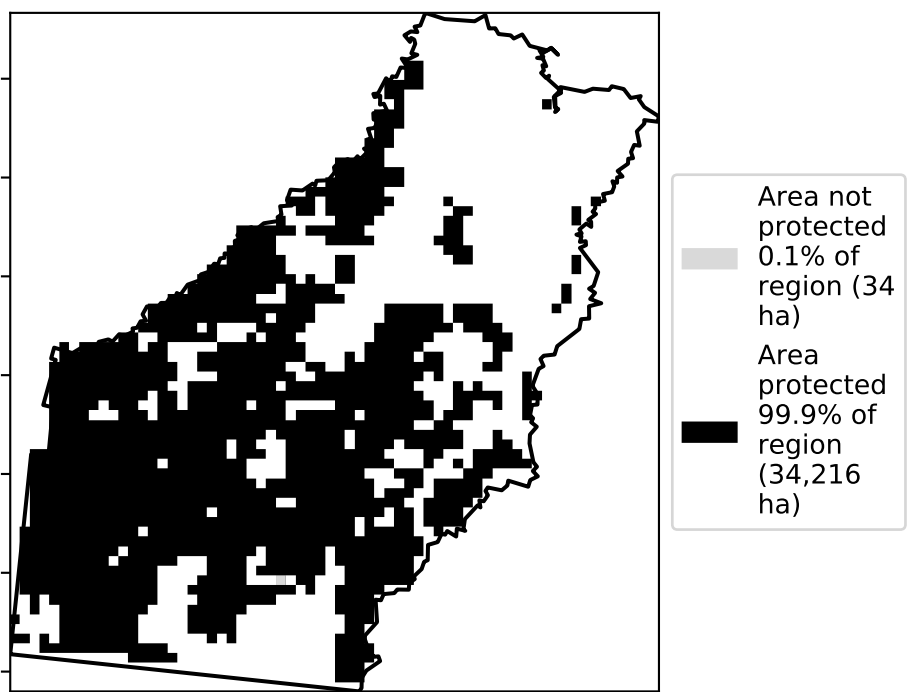 Area not
protected
0.1% of
region (34
ha)
Area
protected
99.9% of
region
(34,216
ha)